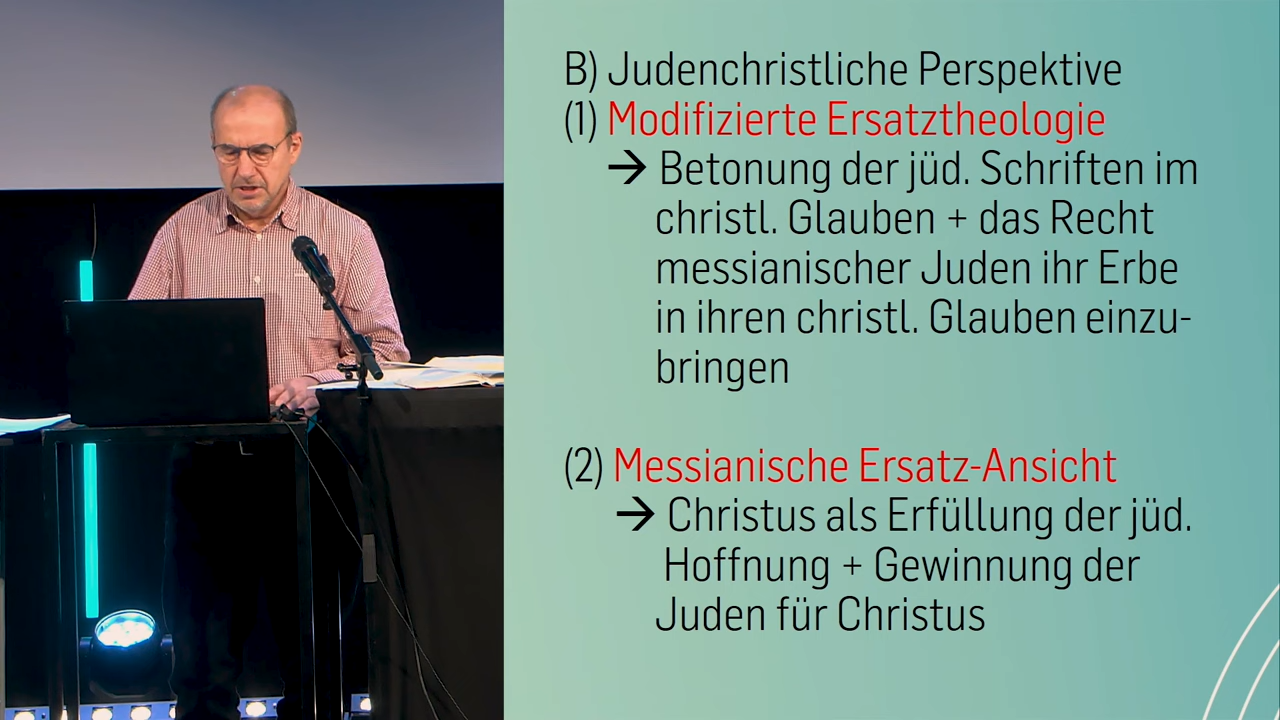 B) Judenchristliche Perspektive
(1) Modifizierte Ersatztheologie
→ Betonung der jüd. Schriften im
christl. Glauben + das Recht
messianischer Juden ihr Erbe
in ihren christl. Glauben einzu-
bringen
(2) Messianische Ersatz-Ansicht
→ Christus als Erfüllung der jüd.
Hoffnung + Gewinnung der
Juden für Christus